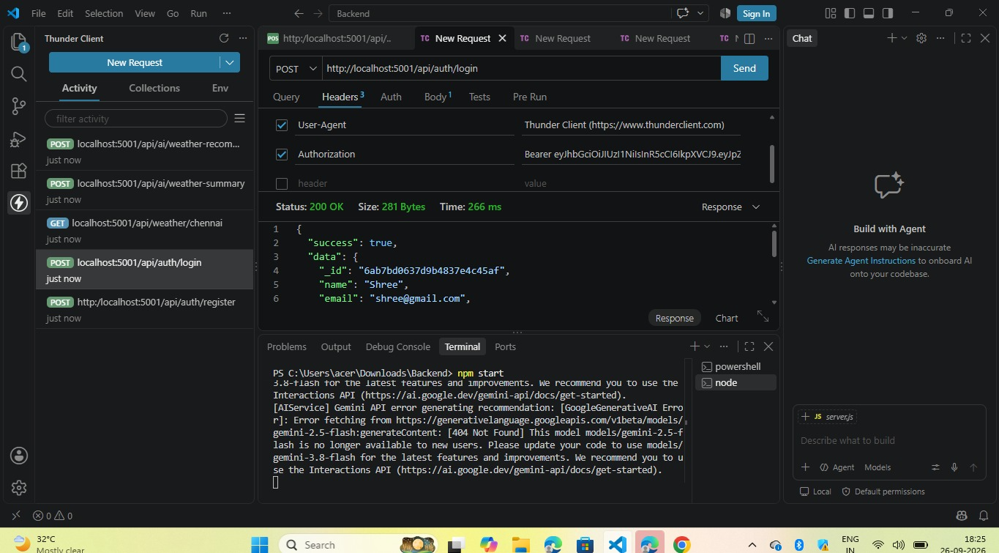 File Edit Selection View Go Run ···
Backend
Sign In
Thunder Client
New Request
Activity Collections Env
filter activity
POST localhost:5001/api/ai/weather-recom...
just now
POST localhost:5001/api/ai/weather-summary
just now
GET localhost:5001/api/weather/chennai
just now
POST localhost:5001/api/auth/login
just now
POST http:/localhost:5001/api/auth/register
just now
1
POS http:/localhost:5001/api/..
TC New Request
TC New Request
TC New Request
TC
POST http://localhost:5001/api/auth/login Send
Query Headers 3 Auth Body 1 Tests Pre Run
User-Agent Thunder Client (https://www.thunderclient.com)
Authorization
header value
Status: 200 OK Size: 281 Bytes Time: 266 ms Response
1 {
2 "success": true,
3 "data": {
4 "_id": "6ab7bd0637d9b4837e4c45af",
5 "name": "Shree",
6 "email": "shree@gmail.com",
Response Chart
Problems Output Debug Console Terminal Ports
PS C:\Users\acer\Downloads\Backend> npm start
3.8-flash for the latest features and improvements. We recommend you to use the
Interactions API (https://ai.google.dev/gemini-api/docs/get-started).
[AIService] Gemini API error generating recommendation: [GoogleGenerativeAI Erro
r]: Error fetching from https://generativelanguage.googleapis.com/v1beta/models/
gemini-2.5-flash:generateContent: [404 Not Found] This model models/gemini-2.5-f
lash is no longer available to new users. Please update your code to use models/
gemini-3.8-flash for the latest features and improvements. We recommend you to u
se the Interactions API (https://ai.google.dev/gemini-api/docs/get-started).
powershell
node
Chat
Build with Agent
AI responses may be inaccurate
Generate Agent Instructions to onboard AI
onto your codebase.
JS server.js
Describe what to build
Agent Models
Local Default permissions
0 0
32°C
Mostly clear
Search
ENG
IN
18:25
26-09-2026